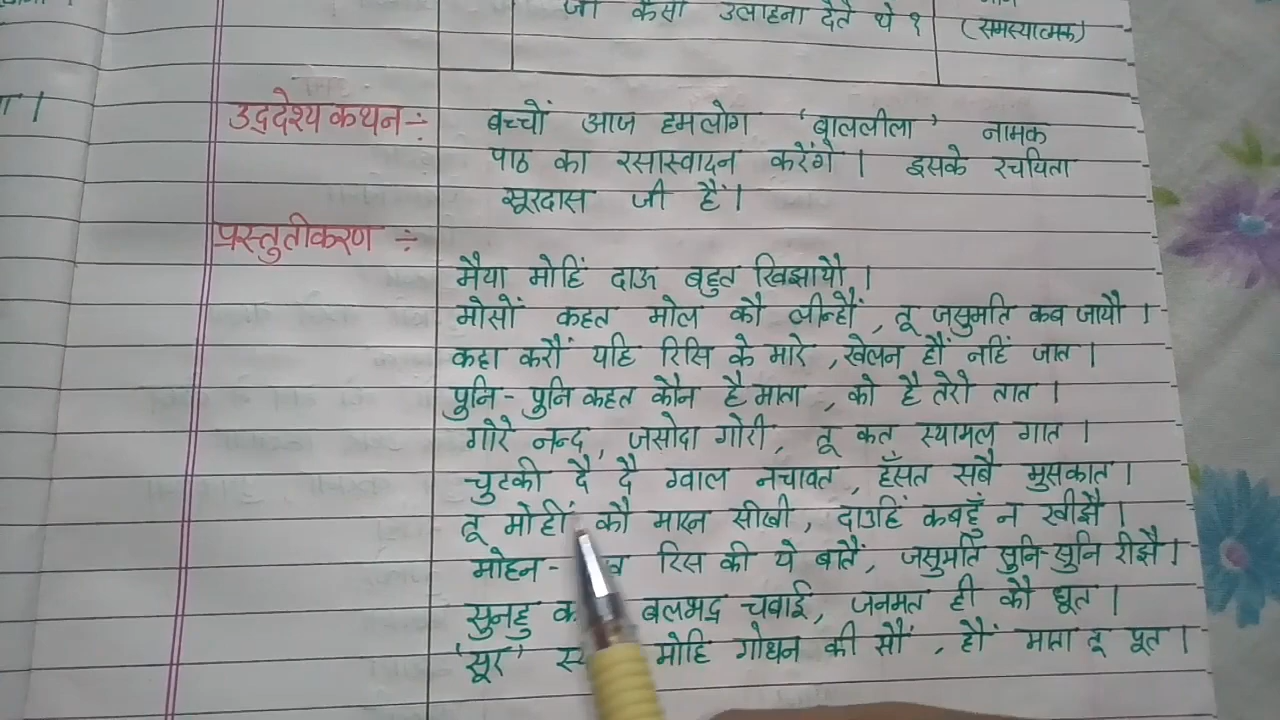 जी कैसा उलाहना देते थे ?
(समस्यात्मक)
ा ।
उद्रदेश्य कथन :- बच्चों आज हमलोग 'बाललीला' नामक
पाठ का रसास्वादन करेंगे । इसके रचयिता
सूरदास जी हैं ।
प्रस्तुतीकरण :-
मैया मोहिं दाऊ बहुत खिझायौ ।
मोसों कहत मोल कौ लीन्हौं , तू जसुमति कब जायौ ।
कहा करौं यहि रिसि के मारे , खेलन हौं नहिं जात ।
पुनि - पुनि कहत कौन है माता , को है तेरो तात ।
गोरे नन्द , जसोदा गोरी , तू कत स्यामल गात ।
चुटकी दै दै ग्वाल नचावत , हँसत सबै मुसकात ।
तू मोहीं कौ मारन सीखी , दाउहिं कबहुँ न खीझै ।
मोहन - रिस की ये बातैं , जसुमति सुनि-सुनि रीझै ।
सुनहु बलभद्र चबाई , जनमत ही कौ धूत ।
'सूर' मोहि गोधन की सौं , हौं माता तू पूत ।